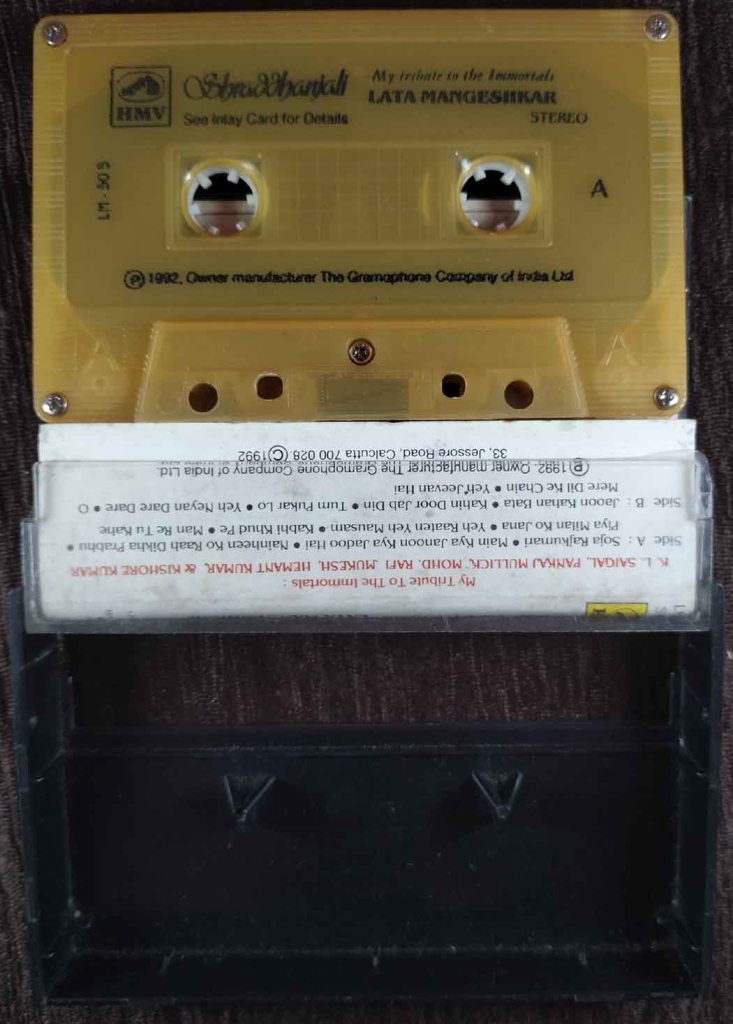 HMV
Shraddhanjali
My tribute to the Immortals
LATA MANGESHKAR
See Inlay Card for Details
STEREO
LM - 50 S
A
Ⓟ 1992, Owner manufacturer The Gramophone Company of India Ltd
My Tribute To The Immortals :
K. L. SAIGAL, PANKAJ MULLICK, MOHD. RAFI, MUKESH, HEMANT KUMAR, & KISHORE KUMAR
Side A : Soja Rajkumari • Main Kya Janoon Kya Jadoo Hai • Nainheen Ko Raah Dikha Prabhu •
Piya Milan Ko Jana • Yeh Raaten Yeh Mausam • Kabhi Khud Pe • Man Re Tu Kahe
Side B : Jaoon Kahan Bata • Kahin Door Jab Din • Tum Pukar Lo • Yeh Neyan Dare Dare • O
Mere Dil Ke Chain • Yeh Jeevan Hai
Ⓟ 1992. Owner manufacturer The Gramophone Company of India Ltd.
33, Jessore Road, Calcutta 700 028 Ⓒ 1992